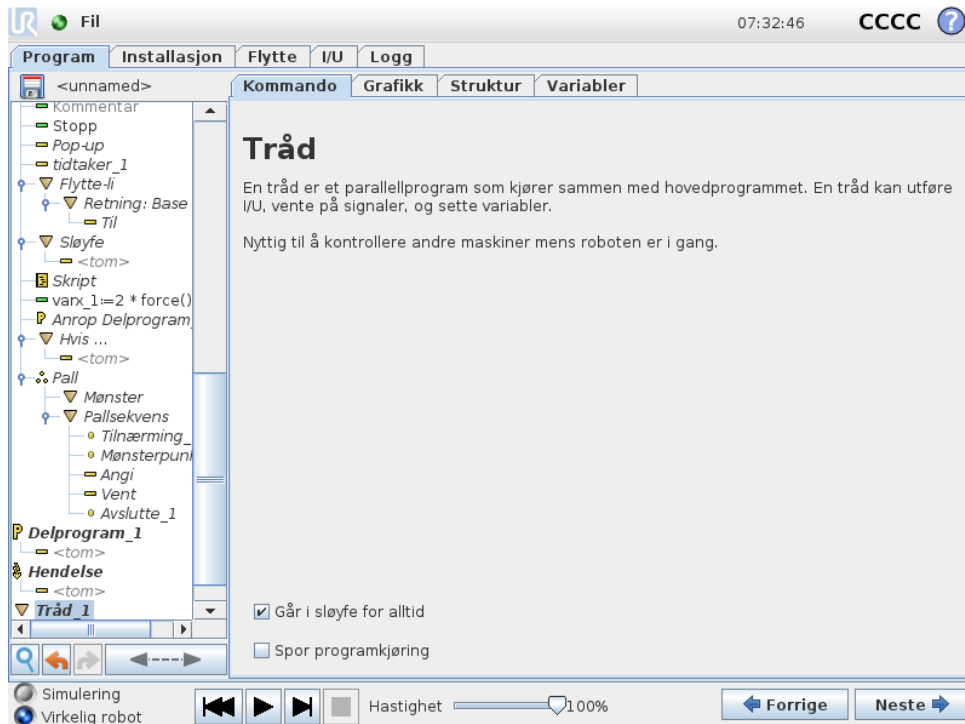 Fil
07:32:46
CCCC
?
Program
Installasjon
Flytte
I/U
Logg
<unnamed>
Kommando
Grafikk
Struktur
Variabler
Kommentar
Stopp
Pop-up
tidtaker_1
Flytte-li
Retning: Base
Til
Sløyfe
<tom>
Skript
varx_1:=2 * force()
Anrop Delprogram_
Hvis ...
<tom>
Pall
Mønster
Pallsekvens
Tilnærming_
Mønsterpunk
Angi
Vent
Avslutte_1
P Delprogram_1
<tom>
Hendelse
<tom>
Tråd_1
Tråd
En tråd er et parallellprogram som kjører sammen med hovedprogrammet. En tråd kan utføre
I/U, vente på signaler, og sette variabler.
Nyttig til å kontrollere andre maskiner mens roboten er i gang.
Går i sløyfe for alltid
Spor programkjøring
Simulering
Virkelig robot
Hastighet
100%
Forrige
Neste